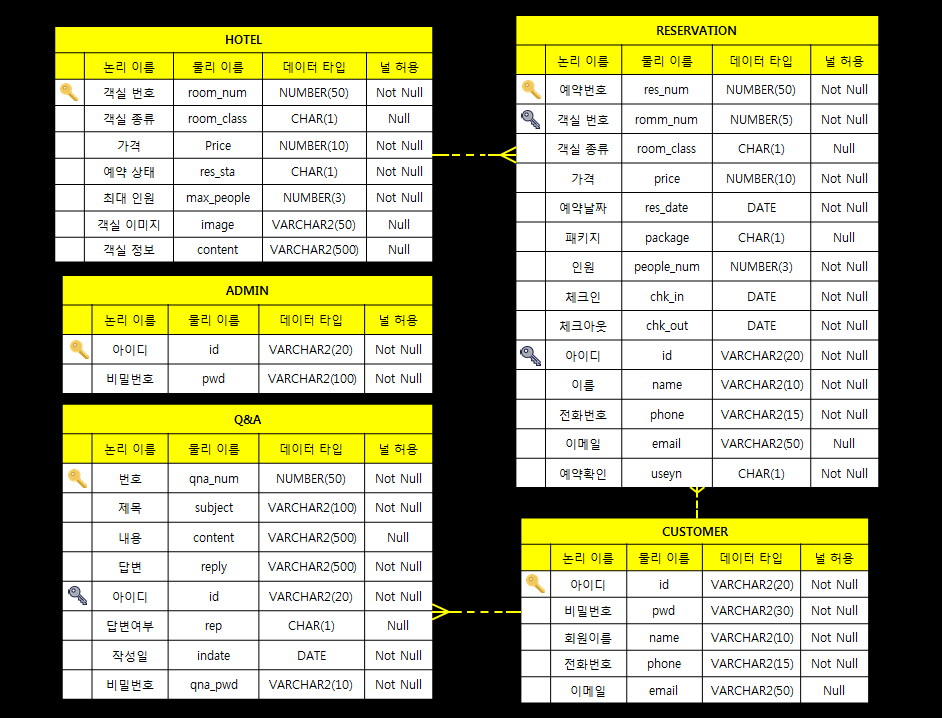 HOTEL
논리 이름 물리 이름 데이터 타입 널 허용
객실 번호 room_num NUMBER(50) Not Null
객실 종류 room_class CHAR(1) Null
가격 Price NUMBER(10) Not Null
예약 상태 res_sta CHAR(1) Not Null
최대 인원 max_people NUMBER(3) Not Null
객실 이미지 image VARCHAR2(50) Null
객실 정보 content VARCHAR2(500) Null
ADMIN
논리 이름 물리 이름 데이터 타입 널 허용
아이디 id VARCHAR2(20) Not Null
비밀번호 pwd VARCHAR2(100) Not Null
Q&A
논리 이름 물리 이름 데이터 타입 널 허용
번호 qna_num NUMBER(50) Not Null
제목 subject VARCHAR2(100) Not Null
내용 content VARCHAR2(500) Null
답변 reply VARCHAR2(500) Not Null
아이디 id VARCHAR2(20) Not Null
답변여부 rep CHAR(1) Null
작성일 indate DATE Not Null
비밀번호 qna_pwd VARCHAR2(10) Not Null
RESERVATION
논리 이름 물리 이름 데이터 타입 널 허용
예약번호 res_num NUMBER(50) Not Null
객실 번호 romm_num NUMBER(5) Not Null
객실 종류 room_class CHAR(1) Null
가격 price NUMBER(10) Not Null
예약날짜 res_date DATE Not Null
패키지 package CHAR(1) Null
인원 people_num NUMBER(3) Not Null
체크인 chk_in DATE Not Null
체크아웃 chk_out DATE Not Null
아이디 id VARCHAR2(20) Not Null
이름 name VARCHAR2(10) Not Null
전화번호 phone VARCHAR2(15) Not Null
이메일 email VARCHAR2(50) Null
예약확인 useyn CHAR(1) Not Null
CUSTOMER
논리 이름 물리 이름 데이터 타입 널 허용
아이디 id VARCHAR2(20) Not Null
비밀번호 pwd VARCHAR2(30) Not Null
회원이름 name VARCHAR2(10) Not Null
전화번호 phone VARCHAR2(15) Not Null
이메일 email VARCHAR2(50) Null